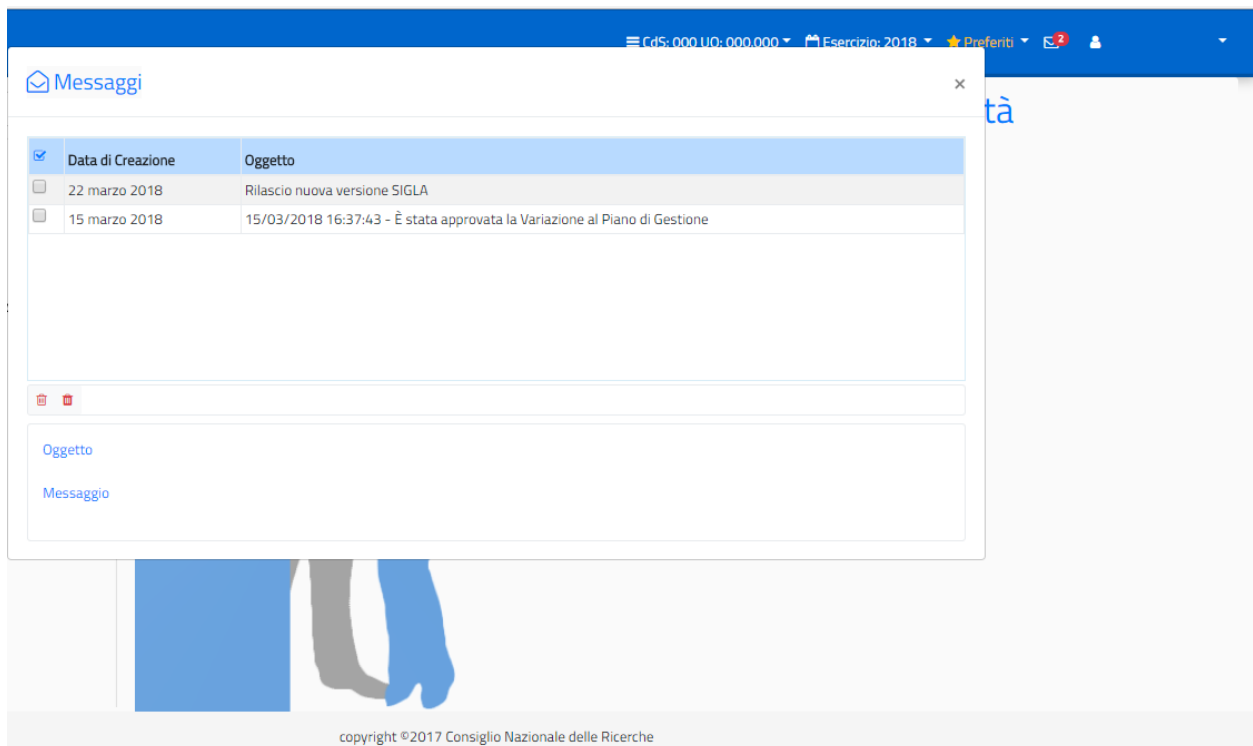 CdS: 000 UO: 000.000 Esercizio: 2018 Preferiti 2
Messaggi ×
tà
Data di Creazione Oggetto
22 marzo 2018 Rilascio nuova versione SIGLA
15 marzo 2018 15/03/2018 16:37:43 - È stata approvata la Variazione al Piano di Gestione
Oggetto
Messaggio
copyright ©2017 Consiglio Nazionale delle Ricerche